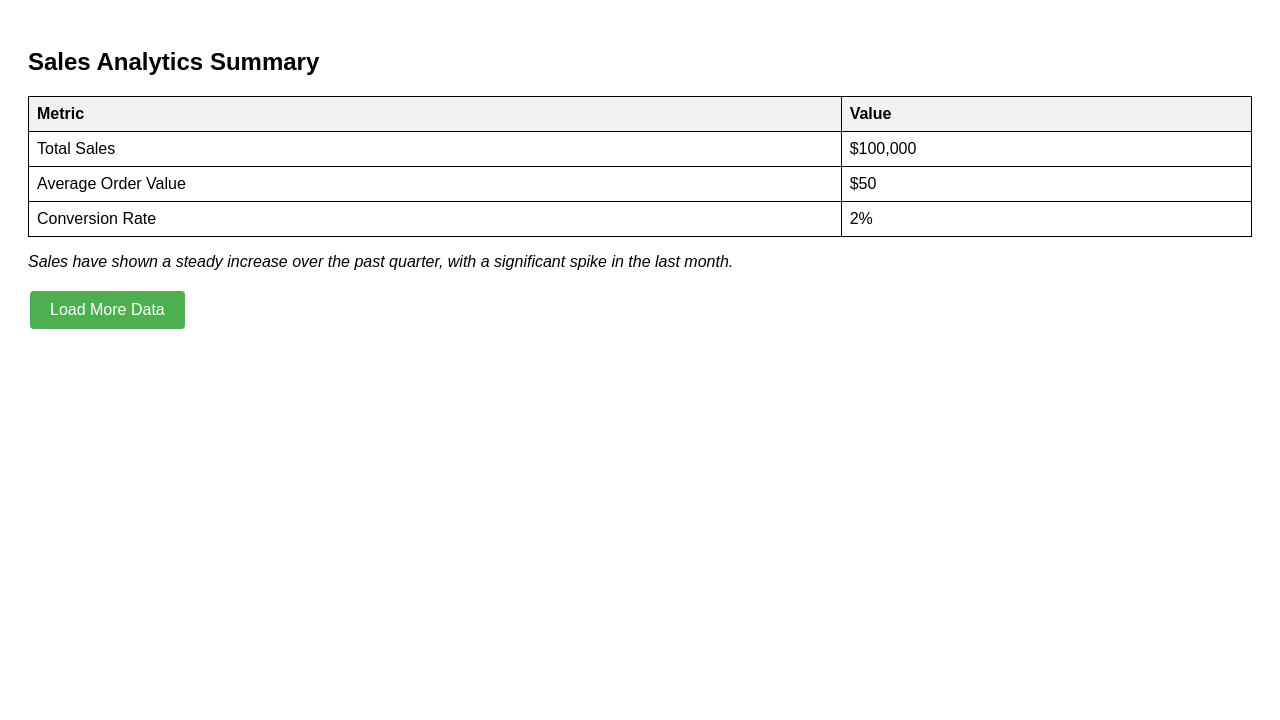 Sales Analytics Summary
Metric Value
Total Sales $100,000
Average Order Value $50
Conversion Rate 2%
Sales have shown a steady increase over the past quarter, with a significant spike in the last month.
Load More Data